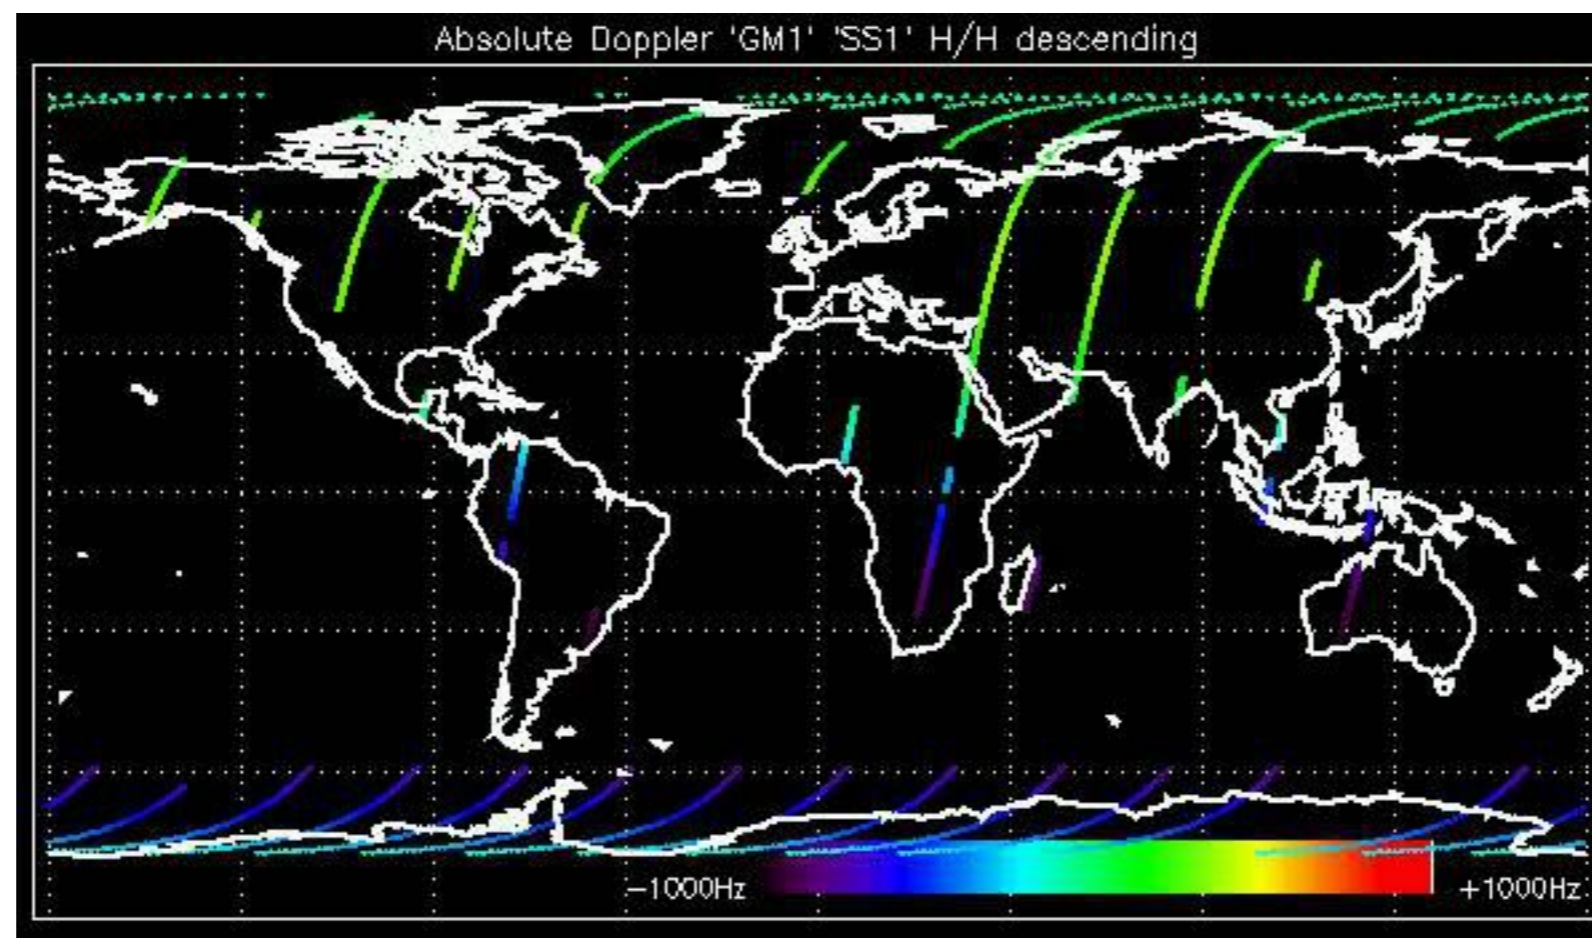 Absolute Doppler 'GM1' 'SS1' H/H descending
−1000Hz
+1000Hz